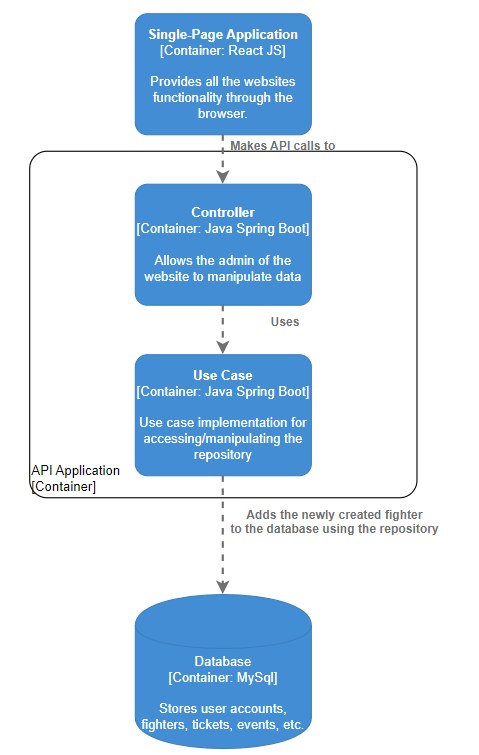 Single-Page Application
[Container: React JS]
Provides all the websites
functionality through the
browser.
Makes API calls to
Controller
[Container: Java Spring Boot]
Allows the admin of the
website to manipulate data
Uses
Use Case
[Container: Java Spring Boot]
Use case implementation for
accessing/manipulating the
repository
API Application
[Container]
Adds the newly created fighter
to the database using the repository
Database
[Container: MySql]
Stores user accounts,
fighters, tickets, events, etc.